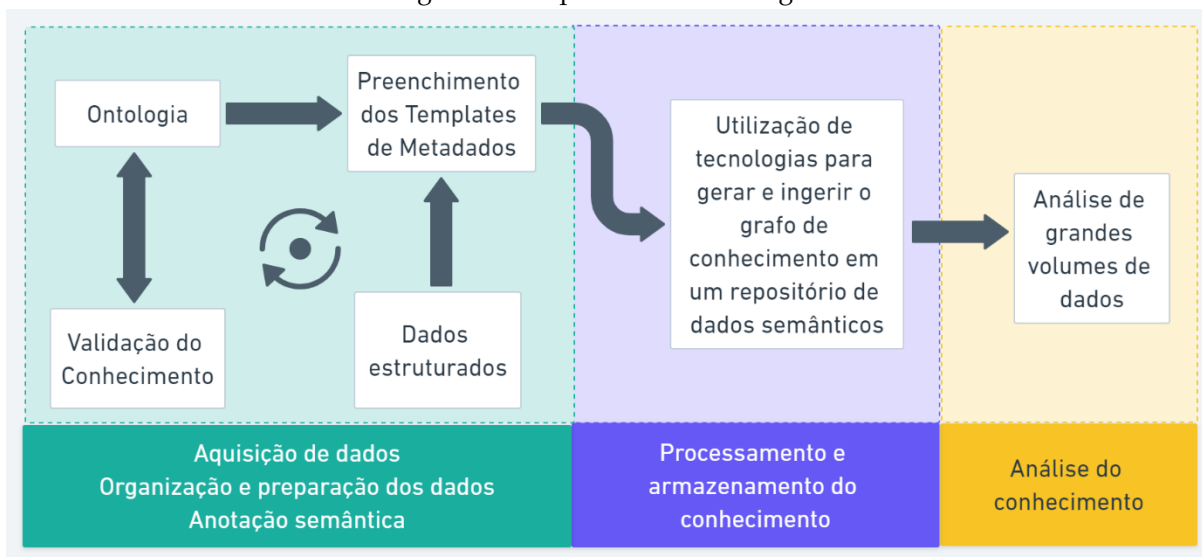 Ontologia
Preenchimento
dos Templates
de Metadados
Validação do
Conhecimento
Dados
estruturados
Utilização de
tecnologias para
gerar e ingerir o
grafo de
conhecimento em
um repositório de
dados semânticos
Análise de
grandes
volumes de
dados
Aquisição de dados
Organização e preparação dos dados
Anotação semântica
Processamento e
armazenamento do
conhecimento
Análise do
conhecimento